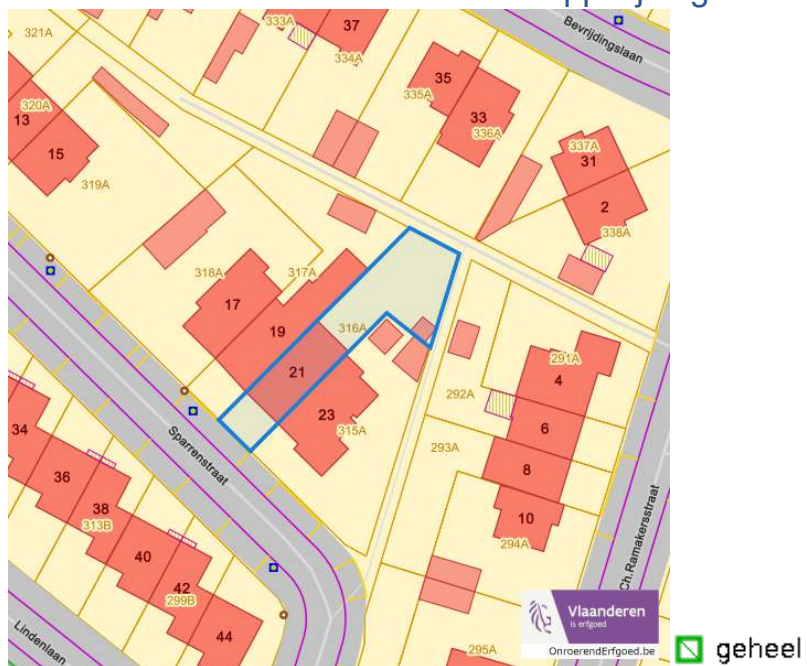 321A
333A
37
334A
Bevrijdingslaan
35
335A
33
336A
320A
13
15
319A
337A
31
2
338A
318A
317A
17
316A
19
291A
4
21
292A
23
315A
6
34
Sparrenstraat
293A
8
36
38
313B
10
294A
40
42
299B
44
Ch.Ramakersstraat
Lindenlaan
295A
Vlaanderen
is erfgoed
OnroerendErfgoed.be
geheel